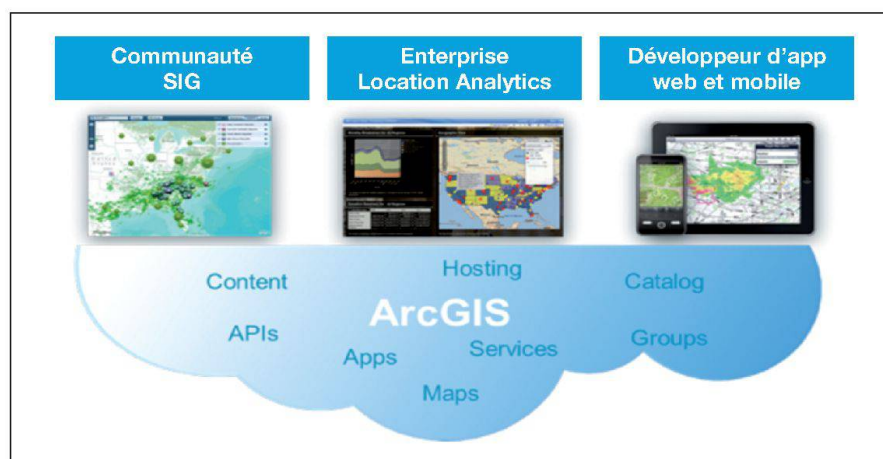 Communauté
SIG
Enterprise
Location Analytics
Développeur d’app
web et mobile
Content
Hosting
Catalog
ArcGIS
APIs
Apps
Services
Groups
Maps